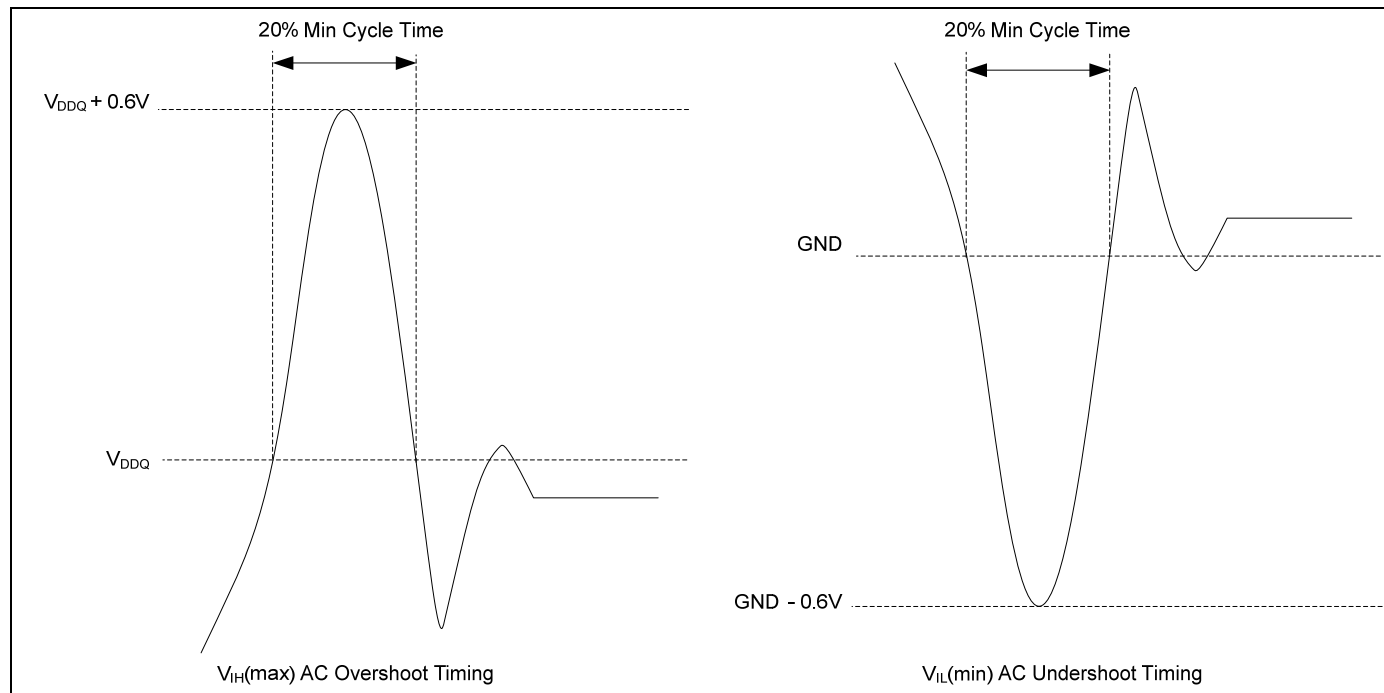 20% Min Cycle Time
V_DDQ + 0.6V
V_DDQ
V_IH(max) AC Overshoot Timing
20% Min Cycle Time
GND
GND - 0.6V
V_IL(min) AC Undershoot Timing